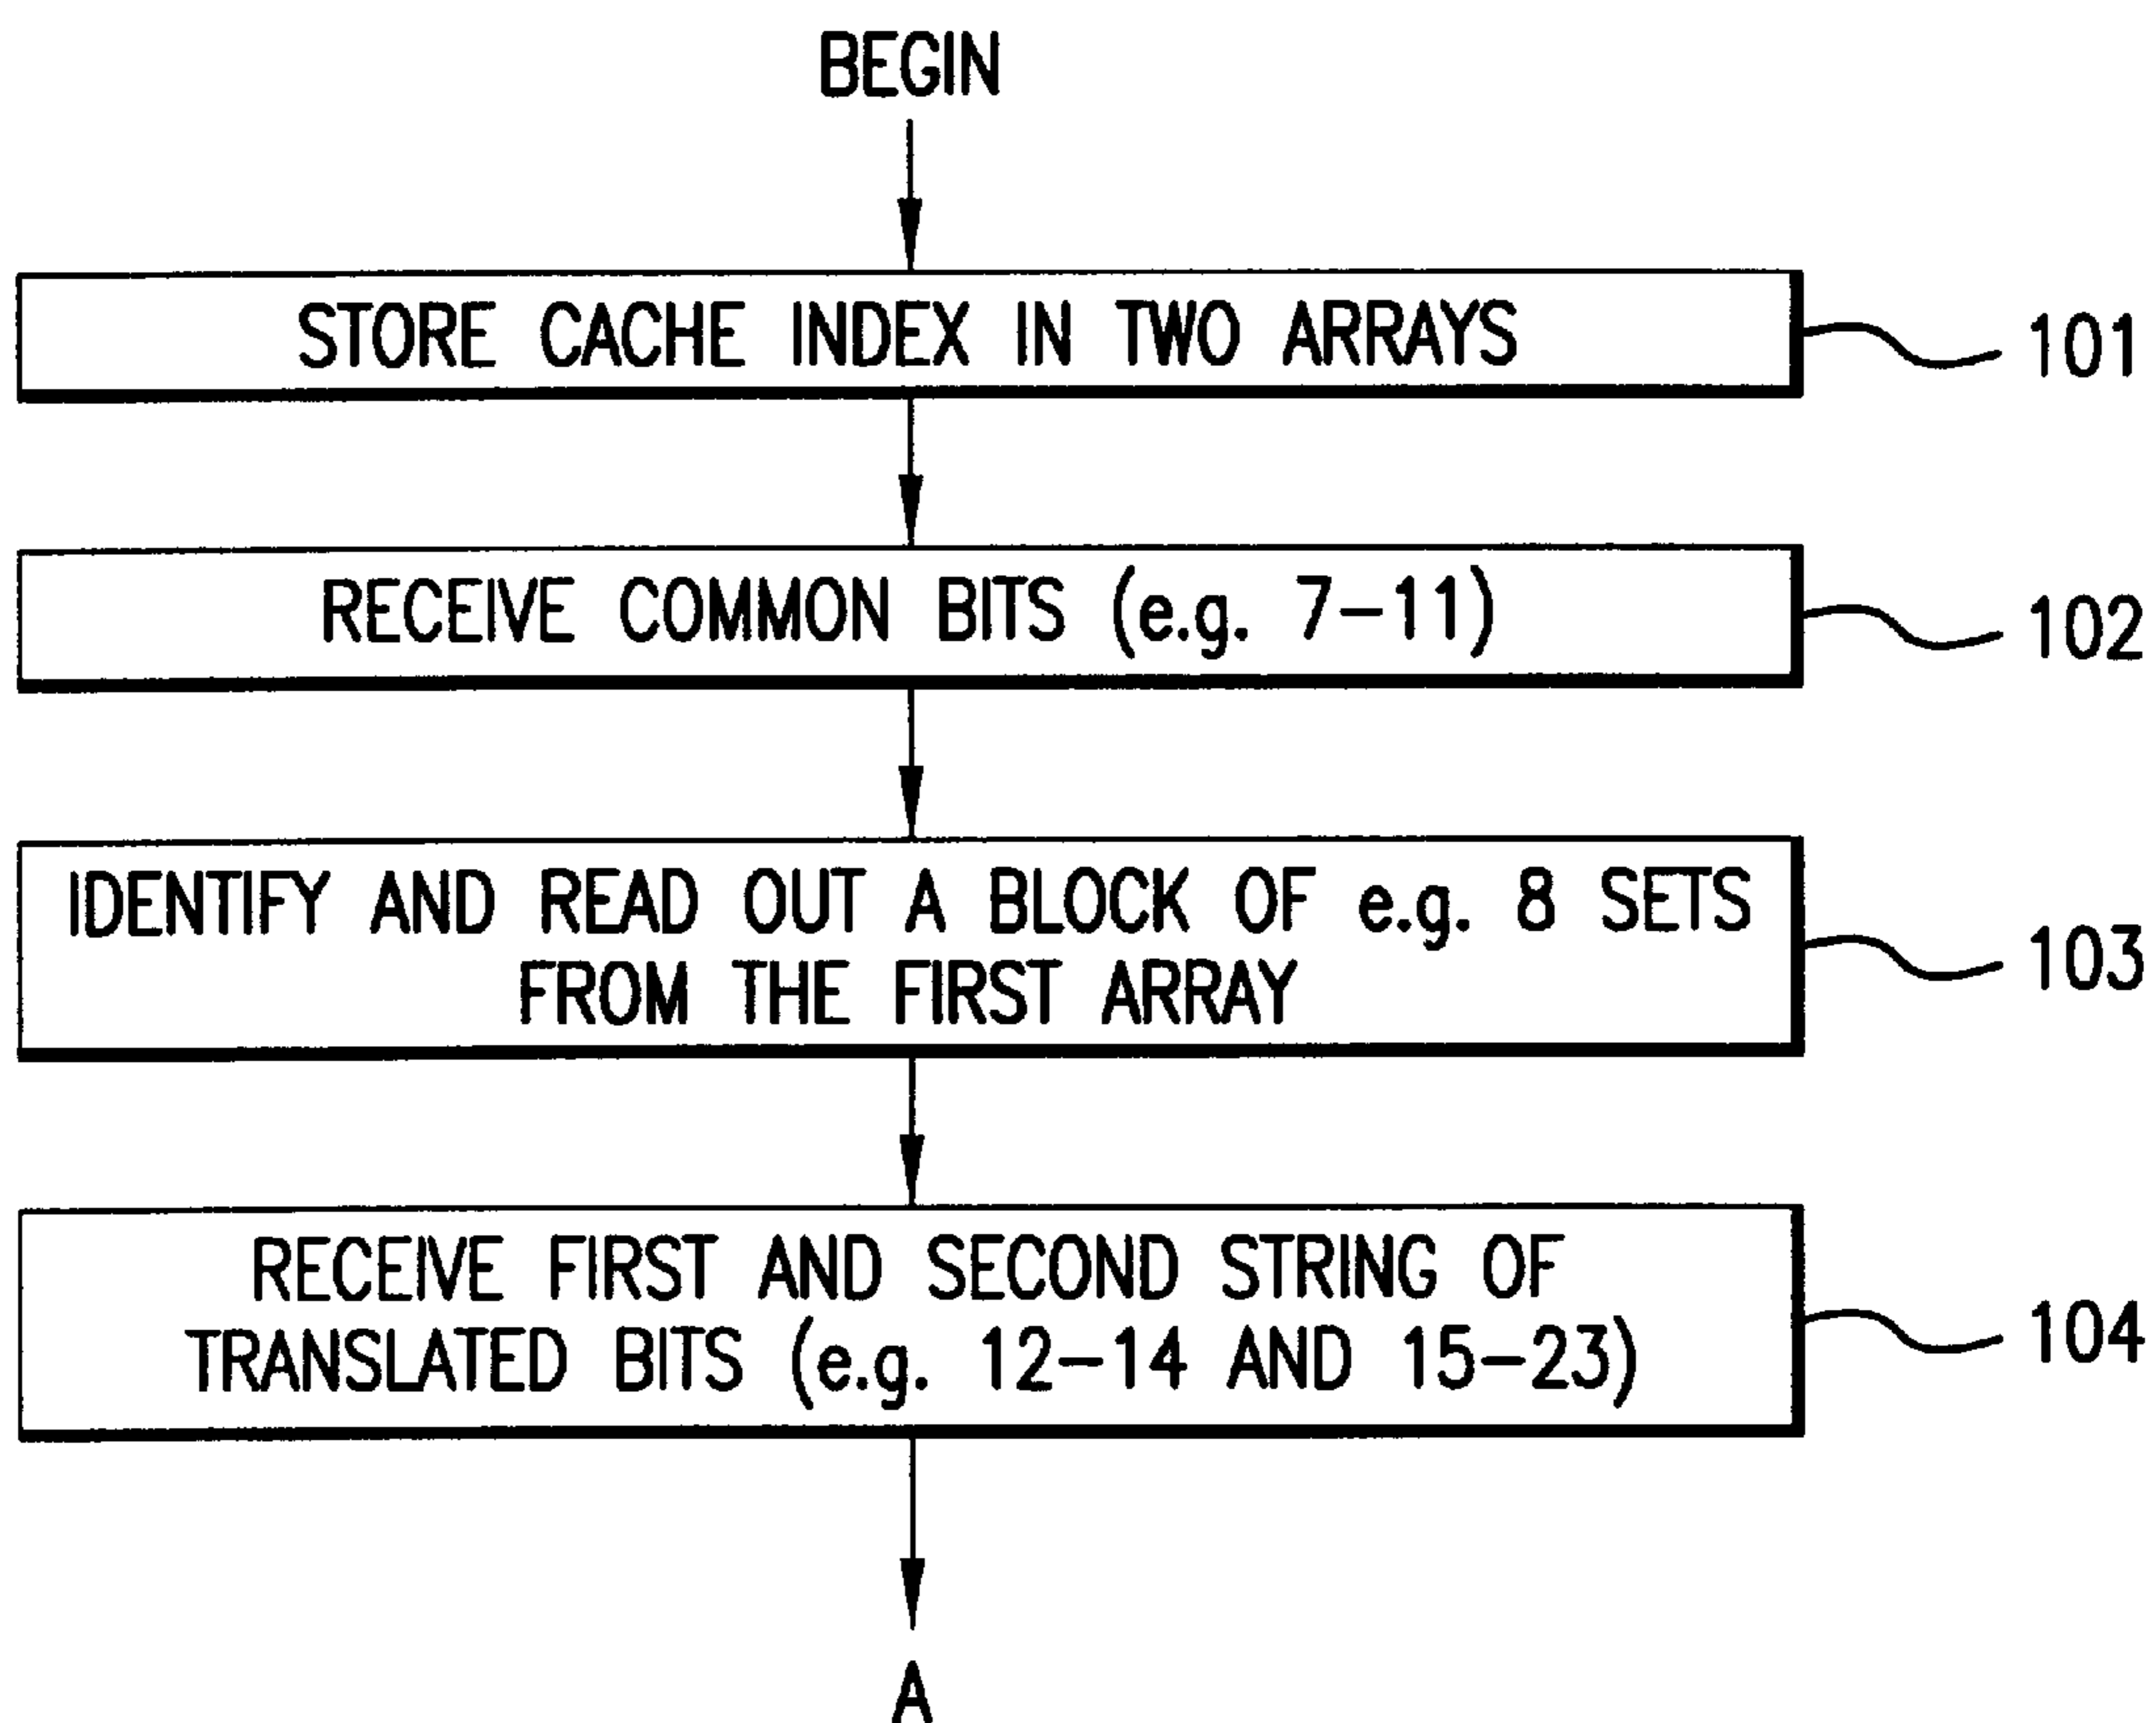 BEGIN
STORE CACHE INDEX IN TWO ARRAYS
101
RECEIVE COMMON BITS (e.g. 7-11)
102
IDENTIFY AND READ OUT A BLOCK OF e.g. 8 SETS
FROM THE FIRST ARRAY
103
RECEIVE FIRST AND SECOND STRING OF
TRANSLATED BITS (e.g. 12-14 AND 15-23)
104
A